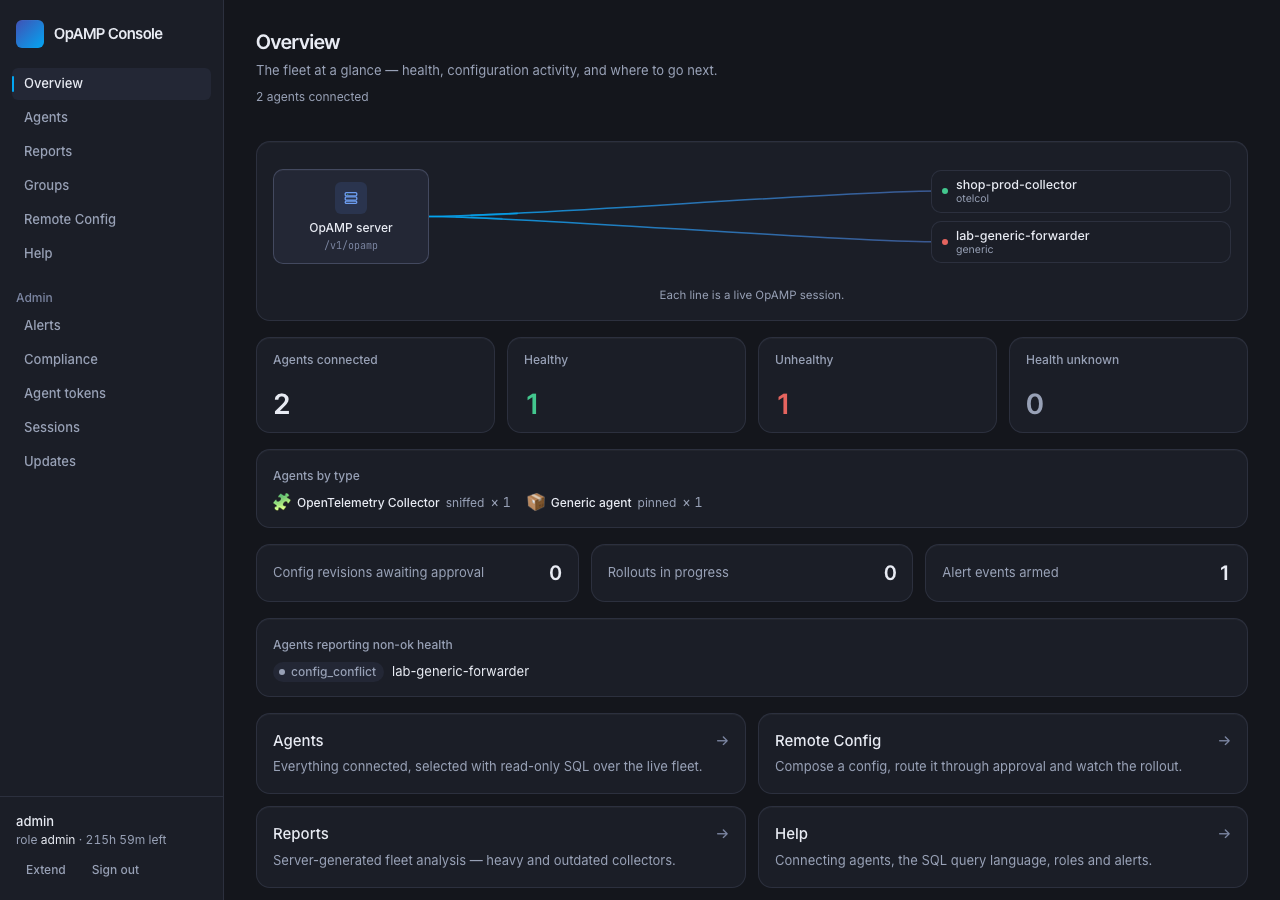 OpAMP Console
Overview
Agents
Reports
Groups
Remote Config
Help
Admin
Alerts
Compliance
Agent tokens
Sessions
Updates
admin
role admin · 215h 59m left
Extend
Sign out
Overview
The fleet at a glance — health, configuration activity, and where to go next.
2 agents connected
OpAMP server
/v1/opamp
shop-prod-collector
otelcol
lab-generic-forwarder
generic
Each line is a live OpAMP session.
Agents connected
2
Healthy
1
Unhealthy
1
Health unknown
0
Agents by type
OpenTelemetry Collector sniffed × 1 Generic agent pinned × 1
Config revisions awaiting approval 0
Rollouts in progress 0
Alert events armed 1
Agents reporting non-ok health
config_conflict lab-generic-forwarder
Agents →
Everything connected, selected with read-only SQL over the live fleet.
Remote Config →
Compose a config, route it through approval and watch the rollout.
Reports →
Server-generated fleet analysis — heavy and outdated collectors.
Help →
Connecting agents, the SQL query language, roles and alerts.